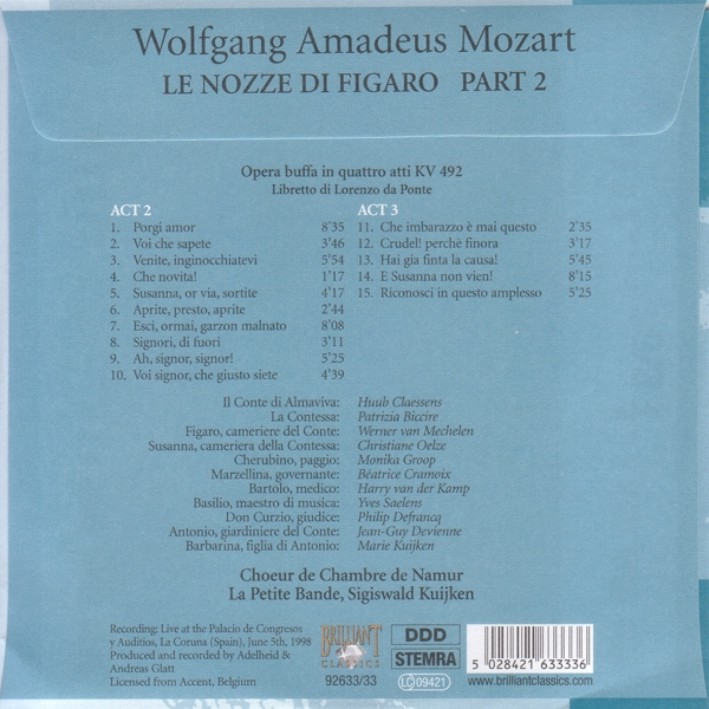 Wolfgang Amadeus Mozart
LE NOZZE DI FIGARO PART 2
Opera buffa in quattro atti KV 492
Libretto di Lorenzo da Ponte
ACT 2
1. Porgi amor 8'35
2. Voi che sapete 3'46
3. Venite, inginocchiatevi 5'54
4. Che novita! 1'17
5. Susanna, or via, sortite 4'17
6. Aprite, presto, aprite 2'44
7. Esci, ormai, garzon malnato 8'08
8. Signori, di fuori 3'11
9. Ah, signor, signor! 5'25
10. Voi signor, che giusto siete 4'39
ACT 3
11. Che imbarazzo è mai questo 2'35
12. Crudel! perchè finora 3'17
13. Hai gia finta la causa! 5'45
14. E Susanna non vien! 8'15
15. Riconosci in questo amplesso 5'25
Il Conte di Almaviva: Huub Claessens
La Contessa: Patrizia Biccire
Figaro, cameriere del Conte: Werner van Mechelen
Susanna, cameriera della Contessa: Christiane Oelze
Cherubino, paggio: Monika Groop
Marzellina, governante: Béatrice Cramoix
Bartolo, medico: Harry van der Kamp
Basilio, maestro di musica: Yves Saelens
Don Curzio, giudice: Philip Defrancq
Antonio, giardiniere del Conte: Jean-Guy Devienne
Barbarina, figlia di Antonio: Marie Kuijken
Choeur de Chambre de Namur
La Petite Bande, Sigiswald Kuijken
Recording: Live at the Palacio de Congresos
y Auditios, La Coruna (Spain), June 5th, 1998
Produced and recorded by Adelheid &
Andreas Glatt
Licensed from Accent, Belgium
BRILLIANT
CLASSICS
92633/33
DDD
STEMRA
LC 09421
5 028421 633336
www.brilliantclassics.com